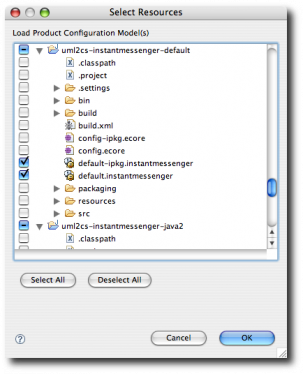 Select Resources
Load Product Configuration Model(s)
uml2cs-instantmessenger-default
.classpath
.project
.settings
bin
build
build.xml
config-ipkg.ecore
config.ecore
default-ipkg.instantmessenger
default.instantmessenger
packaging
resources
src
uml2cs-instantmessenger-java2
.classpath
Select All
Deselect All
?
Cancel
OK